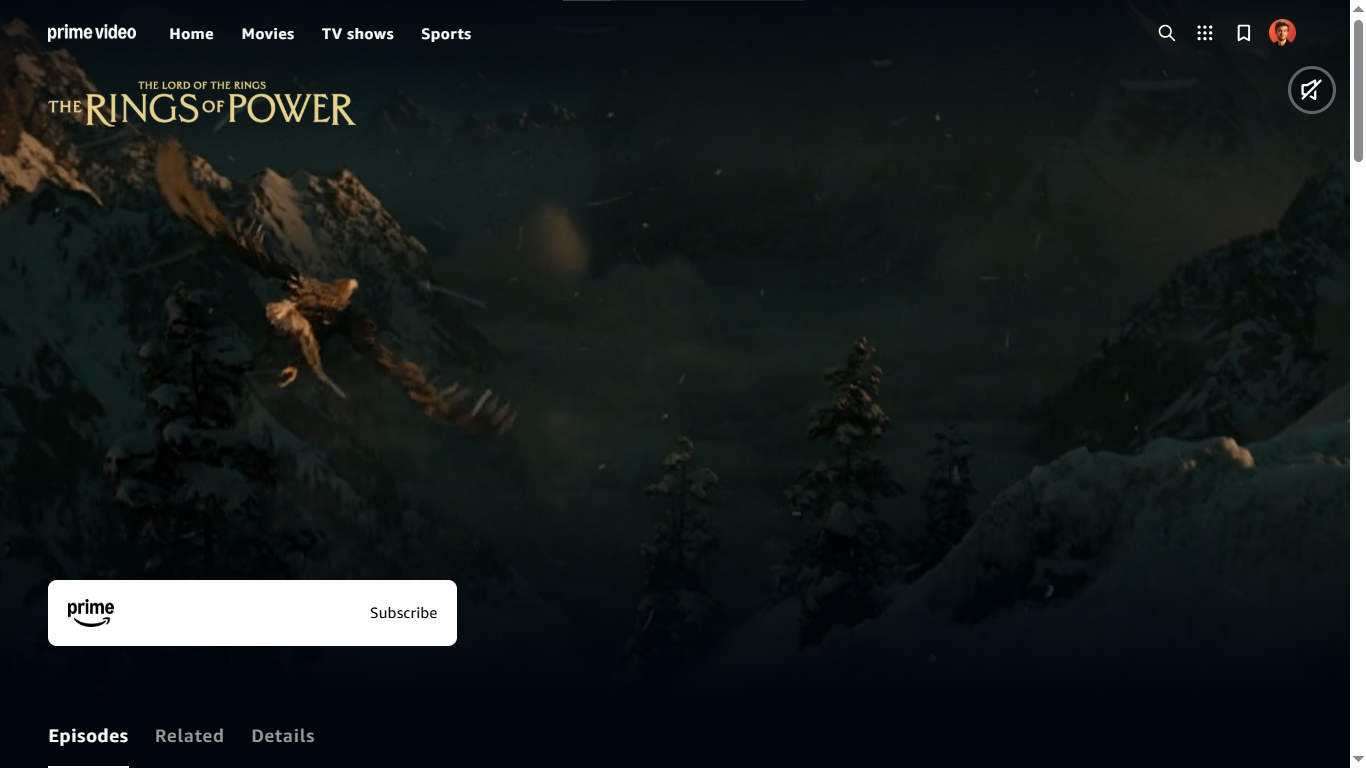 prime video
Home
Movies
TV shows
Sports
THE LORD OF THE RINGS
THE RINGS OF POWER
prime
Subscribe
Episodes
Related
Details